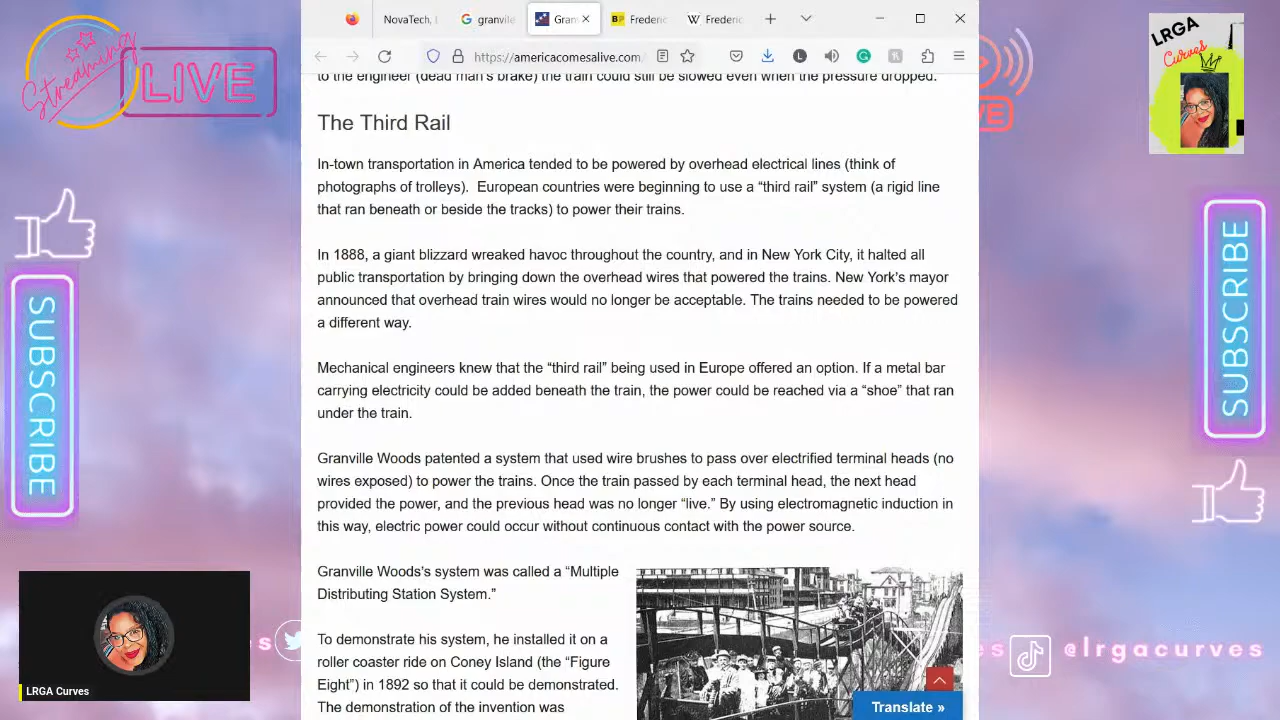 Streaming
LIVE
NovaTech, I
granvile
Gran
Frederic
Frederic
https://americacomesalive.com
to the engineer (dead man's brake) the train could still be slowed even when the pressure dropped.
The Third Rail
In-town transportation in America tended to be powered by overhead electrical lines (think of
photographs of trolleys).  European countries were beginning to use a “third rail” system (a rigid line
that ran beneath or beside the tracks) to power their trains.
In 1888, a giant blizzard wreaked havoc throughout the country, and in New York City, it halted all
public transportation by bringing down the overhead wires that powered the trains. New York's mayor
announced that overhead train wires would no longer be acceptable. The trains needed to be powered
a different way.
Mechanical engineers knew that the “third rail” being used in Europe offered an option. If a metal bar
carrying electricity could be added beneath the train, the power could be reached via a “shoe” that ran
under the train.
Granville Woods patented a system that used wire brushes to pass over electrified terminal heads (no
wires exposed) to power the trains. Once the train passed by each terminal head, the next head
provided the power, and the previous head was no longer “live.” By using electromagnetic induction in
this way, electric power could occur without continuous contact with the power source.
Granville Woods's system was called a “Multiple
Distributing Station System.”
To demonstrate his system, he installed it on a
roller coaster ride on Coney Island (the “Figure
Eight”) in 1892 so that it could be demonstrated.
The demonstration of the invention was
Translate »
LRGA
Curves
SUBSCRIBE
SUBSCRIBE
LRGA Curves
@lrgacurves